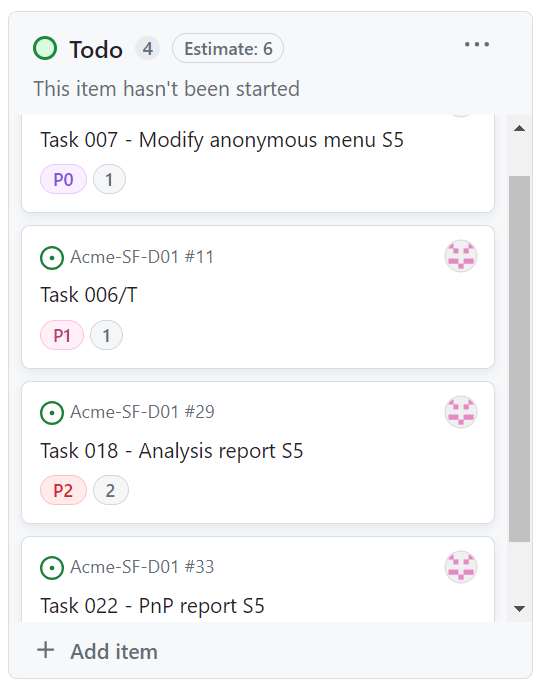 Todo 4 Estimate: 6
This item hasn't been started
Task 007 - Modify anonymous menu S5
P0 1
Acme-SF-D01 #11
Task 006/T
P1 1
Acme-SF-D01 #29
Task 018 - Analysis report S5
P2 2
Acme-SF-D01 #33
Task 022 - PnP report S5
Add item